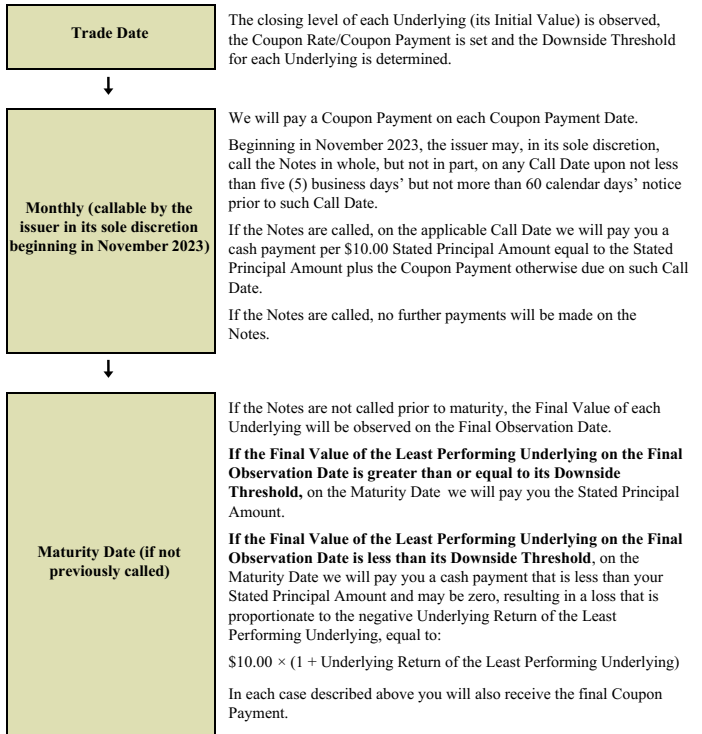 Trade Date
The closing level of each Underlying (its Initial Value) is observed,
the Coupon Rate/Coupon Payment is set and the Downside Threshold
for each Underlying is determined.
Monthly (callable by the
issuer in its sole discretion
beginning in November 2023)
We will pay a Coupon Payment on each Coupon Payment Date.
Beginning in November 2023, the issuer may, in its sole discretion,
call the Notes in whole, but not in part, on any Call Date upon not less
than five (5) business days’ but not more than 60 calendar days’ notice
prior to such Call Date.
If the Notes are called, on the applicable Call Date we will pay you a
cash payment per $10.00 Stated Principal Amount equal to the Stated
Principal Amount plus the Coupon Payment otherwise due on such Call
Date.
If the Notes are called, no further payments will be made on the
Notes.
Maturity Date (if not
previously called)
If the Notes are not called prior to maturity, the Final Value of each
Underlying will be observed on the Final Observation Date.
If the Final Value of the Least Performing Underlying on the Final
Observation Date is greater than or equal to its Downside
Threshold, on the Maturity Date we will pay you the Stated Principal
Amount.
If the Final Value of the Least Performing Underlying on the Final
Observation Date is less than its Downside Threshold, on the
Maturity Date we will pay you a cash payment that is less than your
Stated Principal Amount and may be zero, resulting in a loss that is
proportionate to the negative Underlying Return of the Least
Performing Underlying, equal to:
$10.00 × (1 + Underlying Return of the Least Performing Underlying)
In each case described above you will also receive the final Coupon
Payment.